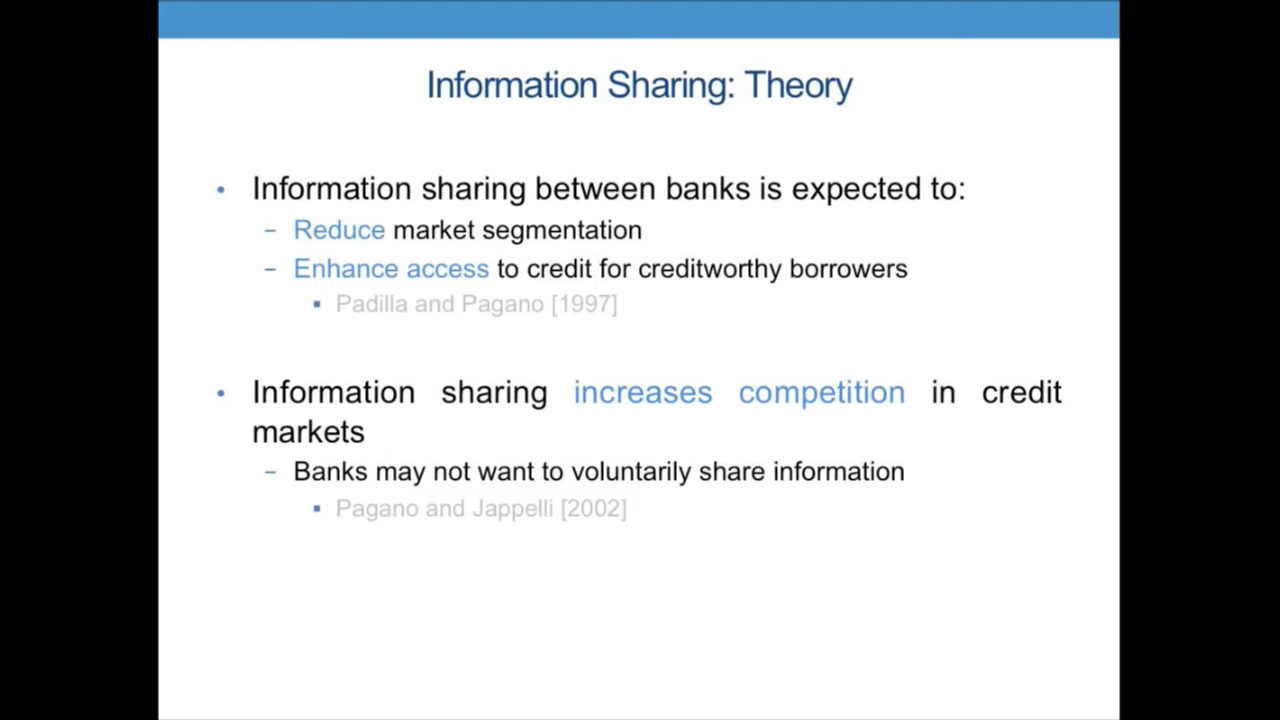 Information Sharing: Theory
• Information sharing between banks is expected to:
– Reduce market segmentation
– Enhance access to credit for creditworthy borrowers
▪ Padilla and Pagano [1997]
• Information sharing increases competition in credit
markets
– Banks may not want to voluntarily share information
▪ Pagano and Jappelli [2002]